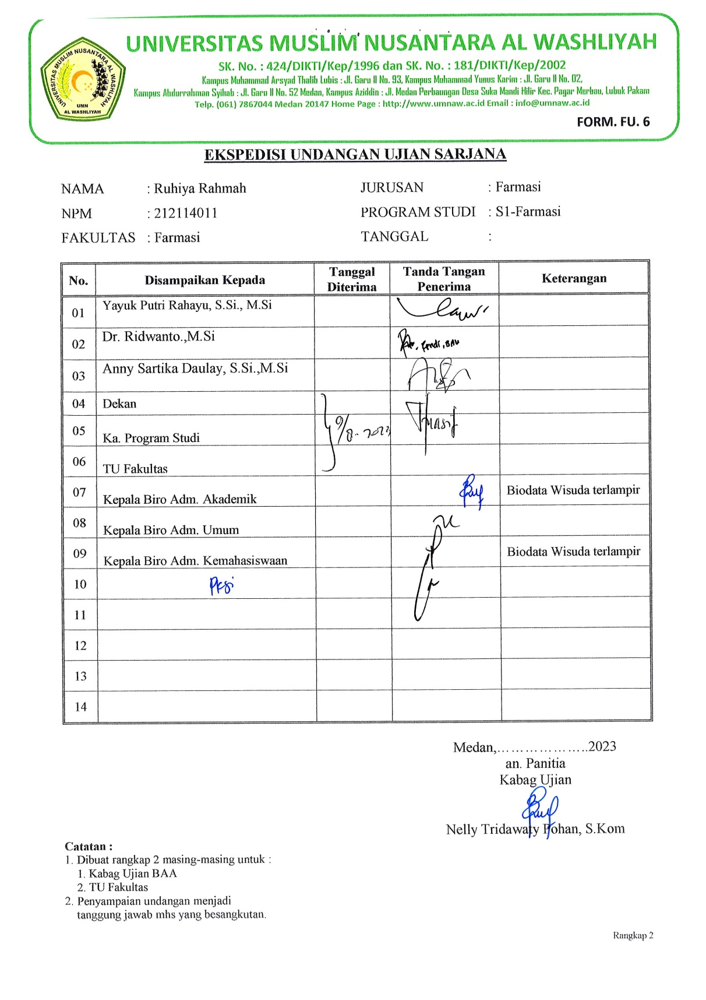 UNIVERSITAS MUSLIM NUSANTARA AL WASHLIYAH
SK. No. : 424/DIKTI/Kep/1996 dan SK. No. : 181/DIKTI/Kep/2002
Kampus Muhammad Arsyad Thalib Lubis : Jl. Garu II No. 93, Kampus Muhammad Yunus Karim : Jl. Garu II No. 02,
Kampus Abdurrahman Syihab : Jl. Garu II No. 52 Medan, Kampus Aziddin : Jl. Medan Perbaungan Desa Suka Mandi Hilir Kec. Pagar Merbau, Lubuk Pakam
Telp. (061) 7867044 Medan 20147 Home Page : http://www.umnaw.ac.id Email : info@umnaw.ac.id
UNIVERSITAS MUSLIM NUSANTARA AL WASHLIYAH
UMN
AL WASHLIYAH
FORM. FU. 6
EKSPEDISI UNDANGAN UJIAN SARJANA
NAMA : Ruhiya Rahmah JURUSAN : Farmasi
NPM : 212114011 PROGRAM STUDI : S1-Farmasi
FAKULTAS : Farmasi TANGGAL :
No. Disampaikan Kepada Tanggal Diterima Tanda Tangan Penerima Keterangan
01 Yayuk Putri Rahayu, S.Si., M.Si
02 Dr. Ridwanto.,M.Si
03 Anny Sartika Daulay, S.Si.,M.Si
04 Dekan
05 Ka. Program Studi 9/8-2023
06 TU Fakultas
07 Kepala Biro Adm. Akademik Biodata Wisuda terlampir
08 Kepala Biro Adm. Umum
09 Kepala Biro Adm. Kemahasiswaan Biodata Wisuda terlampir
10
11
12
13
14
Medan,.....................2023
an. Panitia
Kabag Ujian
Nelly Tridawaty Pohan, S.Kom
Catatan :
1. Dibuat rangkap 2 masing-masing untuk :
1. Kabag Ujian BAA
2. TU Fakultas
2. Penyampaian undangan menjadi
tanggung jawab mhs yang besangkutan.
Rangkap 2